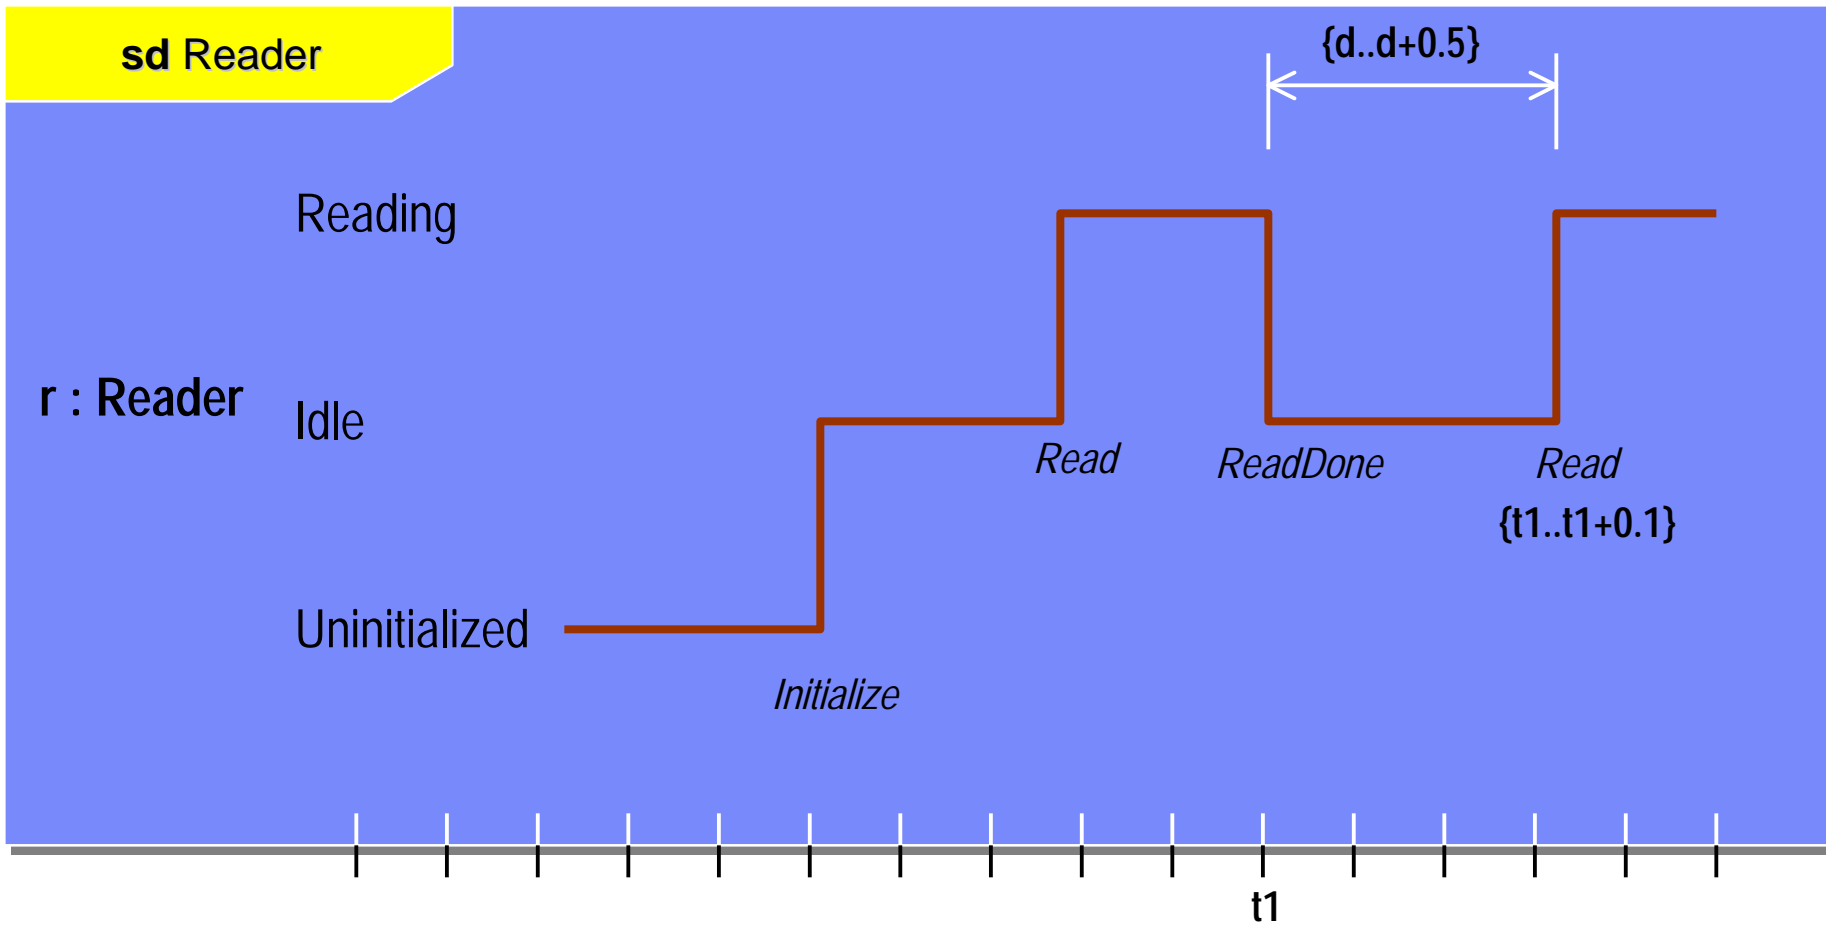 sd Reader
{d..d+0.5}
Reading
r : Reader
Idle
Read
ReadDone
Read
{t1..t1+0.1}
Uninitialized
Initialize
t1